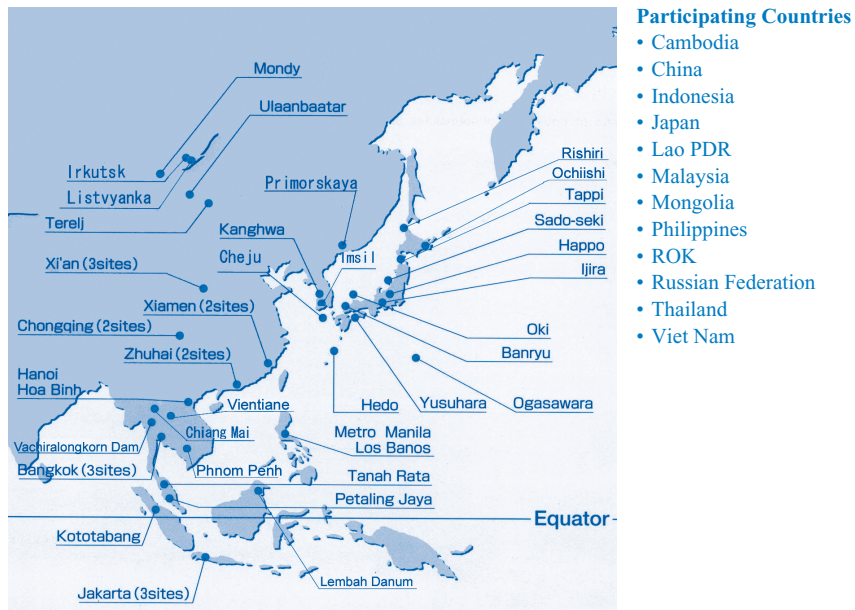 Mondy
Ulaanbaatar
Irkutsk
Listvyanka
Terelj
Primorskaya
Kanghwa
Cheju
Imsil
Xi'an (3sites)
Xiamen (2sites)
Chongqing (2sites)
Zhuhai (2sites)
Hanoi
Hoa Binh
Vientiane
Chiang Mai
Vachiralongkorn Dam
Bangkok (3sites)
Phnom Penh
Rishiri
Ochiishi
Tappi
Sado-seki
Happo
Ijira
Oki
Banryu
Hedo
Yusuhara
Ogasawara
Metro Manila
Los Banos
Tanah Rata
Petaling Jaya
Equator
Kototabang
Lembah Danum
Jakarta (3sites)
Participating Countries
• Cambodia
• China
• Indonesia
• Japan
• Lao PDR
• Malaysia
• Mongolia
• Philippines
• ROK
• Russian Federation
• Thailand
• Viet Nam